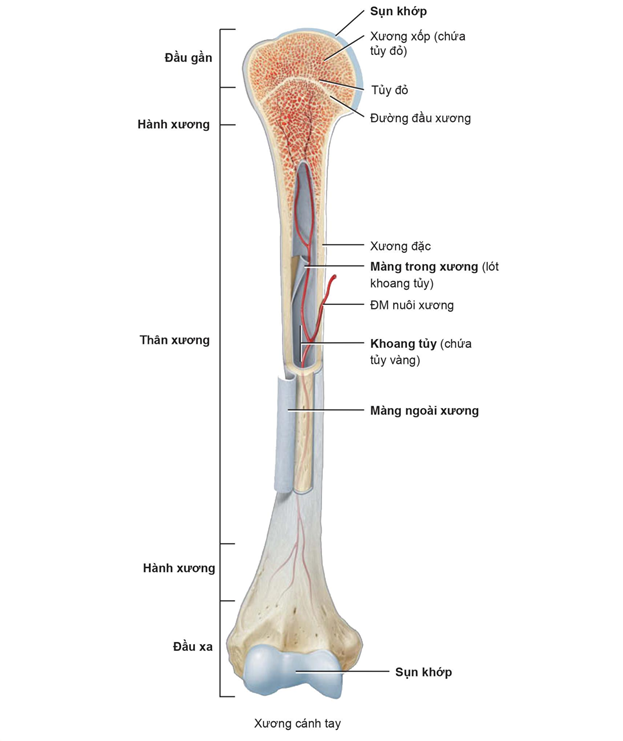 Sụn khớp
Xương xốp (chứa
tủy đỏ)
Đầu gần
Tủy đỏ
Đường đầu xương
Hành xương
Xương đặc
Màng trong xương (lót
khoang tủy)
ĐM nuôi xương
Thân xương
Khoang tủy (chứa
tủy vàng)
Màng ngoài xương
Hành xương
Đầu xa
Sụn khớp
Xương cánh tay